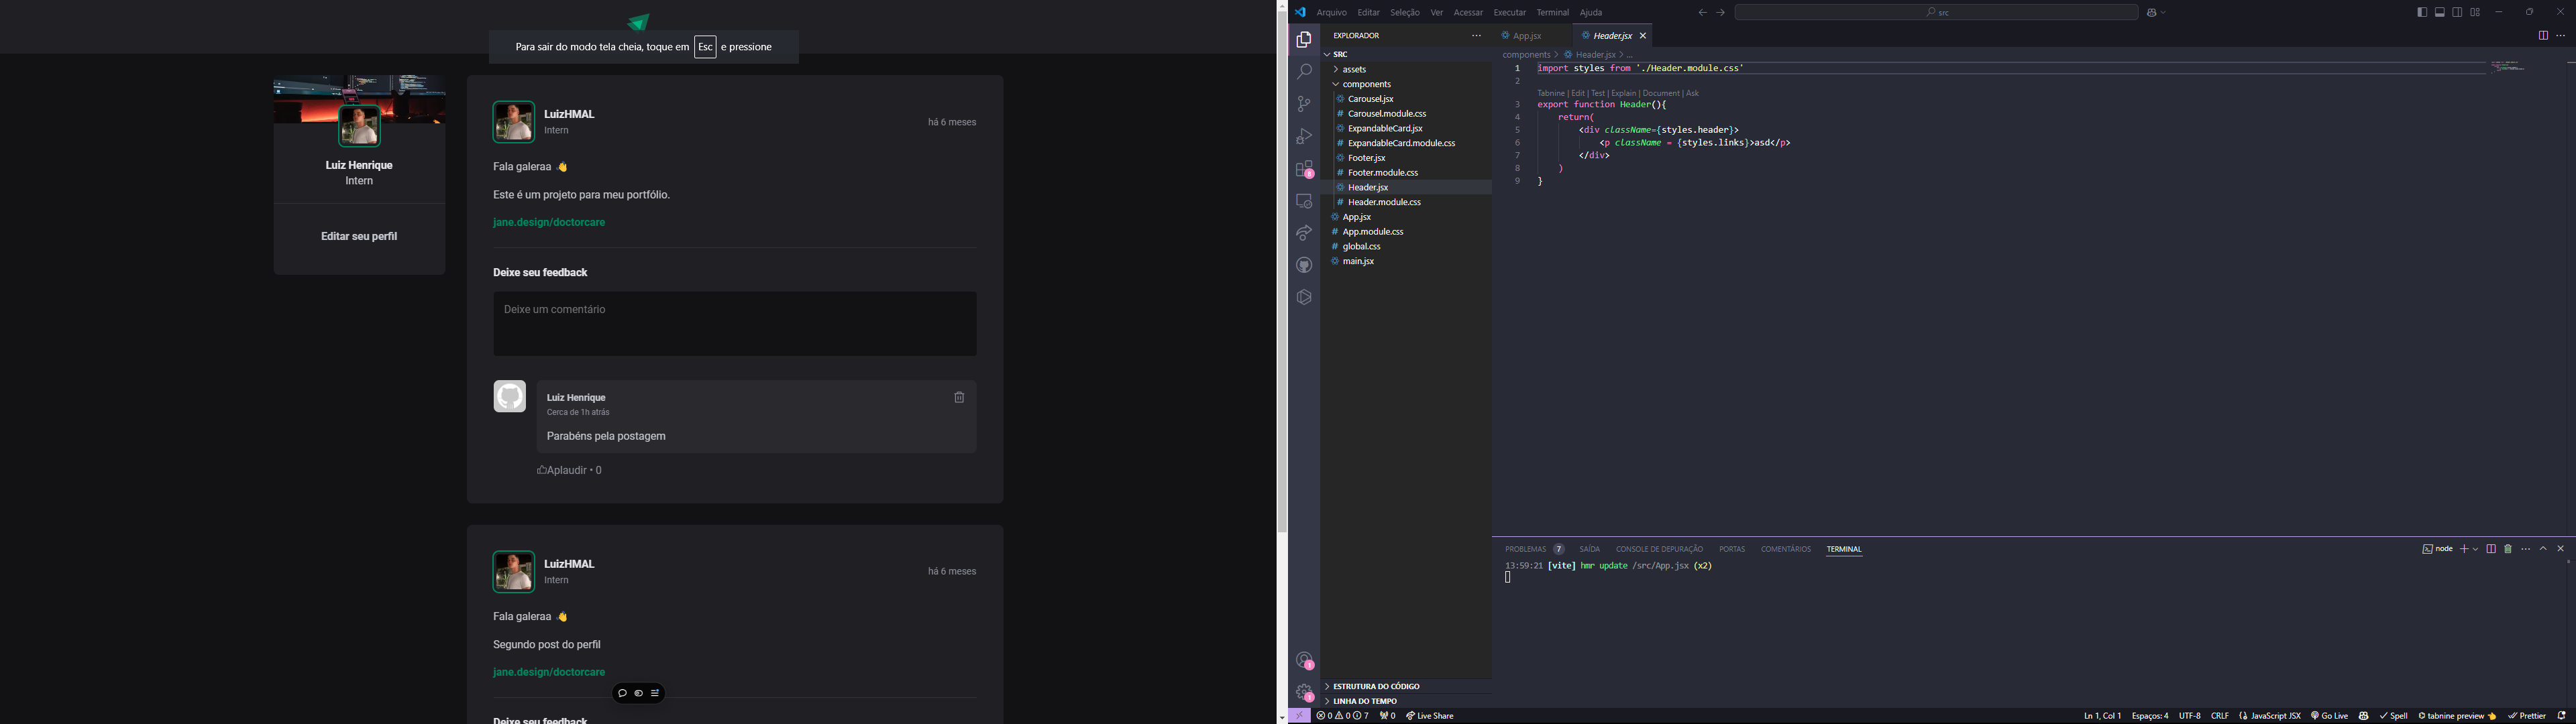 Para sair do modo tela cheia, toque em Esc e pressione
Luiz Henrique
Intern
Editar seu perfil
LuizHMAL
Intern
há 6 meses
Fala galeraa 👋
Este é um projeto para meu portfólio.
jane.design/doctorcare
Deixe seu feedback
Deixe um comentário
Luiz Henrique
Cerca de 1h atrás
Parabéns pela postagem
Aplaudir • 0
LuizHMAL
Intern
há 6 meses
Fala galeraa 👋
Segundo post do perfil
jane.design/doctorcare
Deixe seu feedback
Arquivo Editar Seleção Ver Acessar Executar Terminal Ajuda
src
EXPLORADOR
SRC
assets
components
Carousel.jsx
# Carousel.module.css
ExpandableCard.jsx
# ExpandableCard.module.css
Footer.jsx
# Footer.module.css
Header.jsx
# Header.module.css
App.jsx
# App.module.css
# global.css
main.jsx
ESTRUTURA DO CÓDIGO
LINHA DO TEMPO
8
1
1
App.jsx Header.jsx
components > Header.jsx > ...
1 import styles from './Header.module.css'
2
Tabnine | Edit | Test | Explain | Document | Ask
3 export function Header(){
4 return(
5 <div className={styles.header}>
6 <p className = {styles.links}>asd</p>
7 </div>
8 )
9 }
PROBLEMAS 7 SAÍDA CONSOLE DE DEPURAÇÃO PORTAS COMENTÁRIOS TERMINAL
node
13:59:21 [vite] hmr update /src/App.jsx (x2)
0 0 7 0 Live Share
Ln 1, Col 1 Espaços: 4 UTF-8 CRLF JavaScript JSX Go Live Spell tabnine preview 👈 Prettier